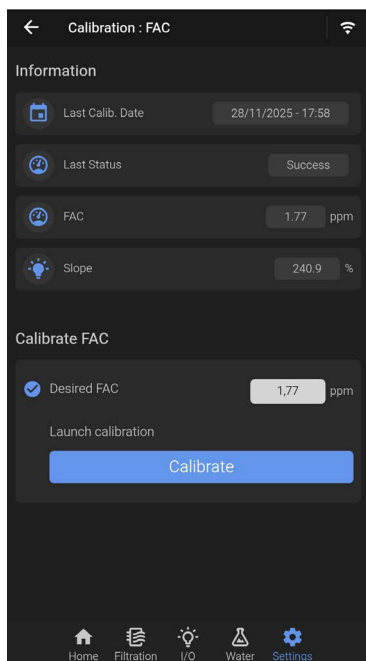 Calibration : FAC
Information
Last Calib. Date 28/11/2025 - 17:58
Last Status Success
FAC 1.77 ppm
Slope 240.9 %
Calibrate FAC
Desired FAC 1,77 ppm
Launch calibration
Calibrate
Home Filtration I/O Water Settings